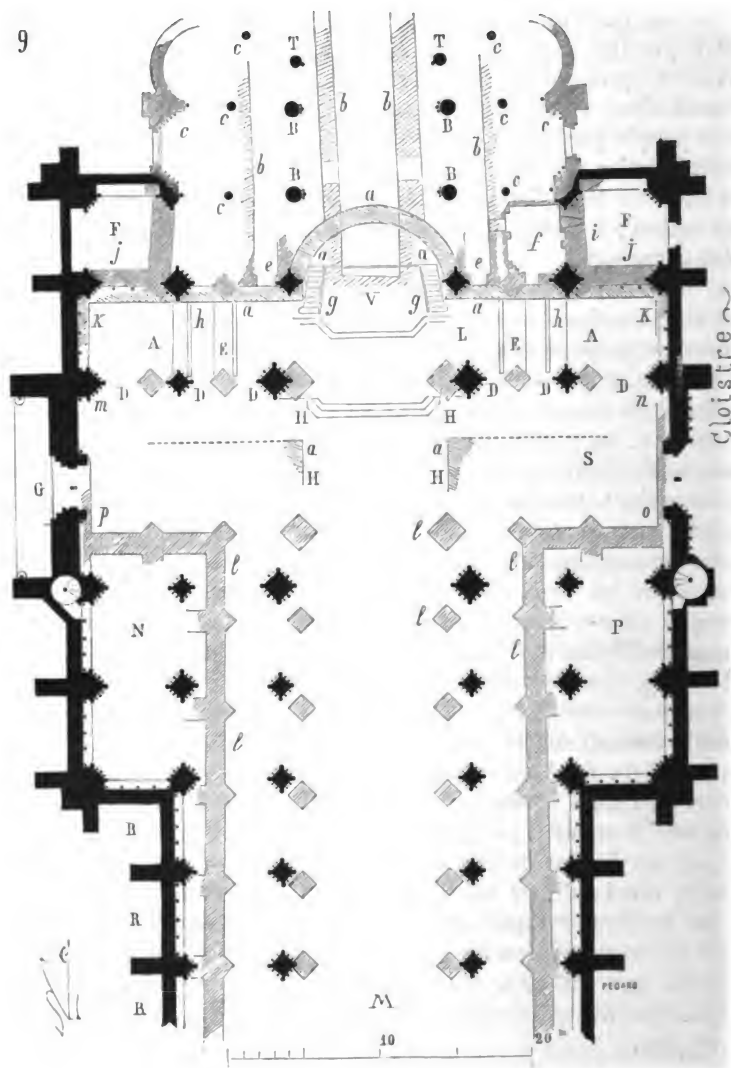 9
T T
c c
b b b b
c c B B c c
B B
c c
a
F j f i F j
e a a e
g V g
K h a L a h K
A E E A
Cloistre
D D D D D D
m n
H H
a a
H H S
G
p o
l l l
l
N P
l
l
R
R
R
M
PEGARD
10 20 m